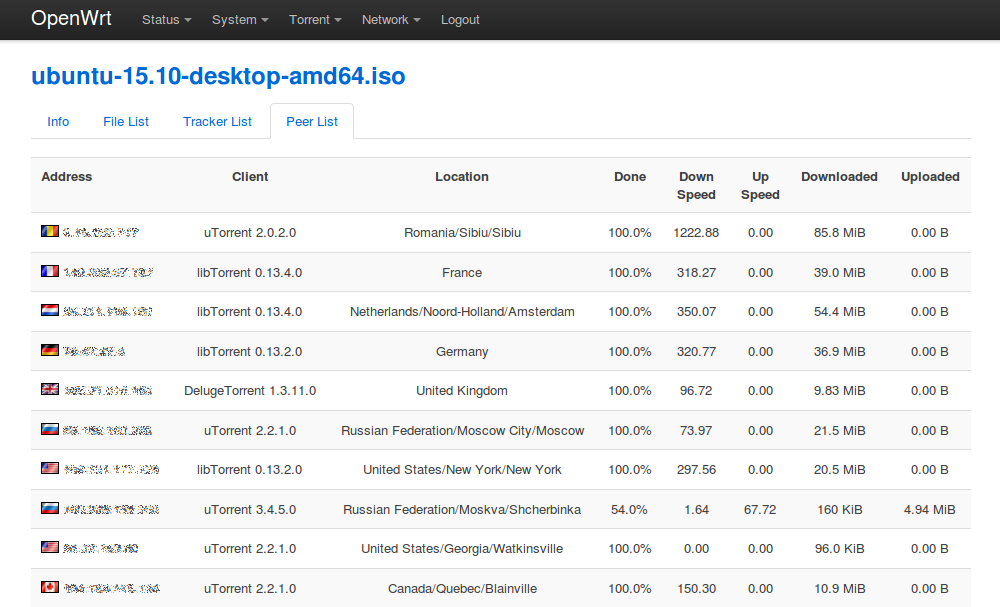 OpenWrt Status System Torrent Network Logout
ubuntu-15.10-desktop-amd64.iso
Info File List Tracker List Peer List
Address Client Location Done Down Speed Up Speed Downloaded Uploaded
uTorrent 2.0.2.0 Romania/Sibiu/Sibiu 100.0% 1222.88 0.00 85.8 MiB 0.00 B
libTorrent 0.13.4.0 France 100.0% 318.27 0.00 39.0 MiB 0.00 B
libTorrent 0.13.4.0 Netherlands/Noord-Holland/Amsterdam 100.0% 350.07 0.00 54.4 MiB 0.00 B
libTorrent 0.13.2.0 Germany 100.0% 320.77 0.00 36.9 MiB 0.00 B
DelugeTorrent 1.3.11.0 United Kingdom 100.0% 96.72 0.00 9.83 MiB 0.00 B
uTorrent 2.2.1.0 Russian Federation/Moscow City/Moscow 100.0% 73.97 0.00 21.5 MiB 0.00 B
libTorrent 0.13.2.0 United States/New York/New York 100.0% 297.56 0.00 20.5 MiB 0.00 B
uTorrent 3.4.5.0 Russian Federation/Moskva/Shcherbinka 54.0% 1.64 67.72 160 KiB 4.94 MiB
uTorrent 2.2.1.0 United States/Georgia/Watkinsville 100.0% 0.00 0.00 96.0 KiB 0.00 B
uTorrent 2.2.1.0 Canada/Quebec/Blainville 100.0% 150.30 0.00 10.9 MiB 0.00 B